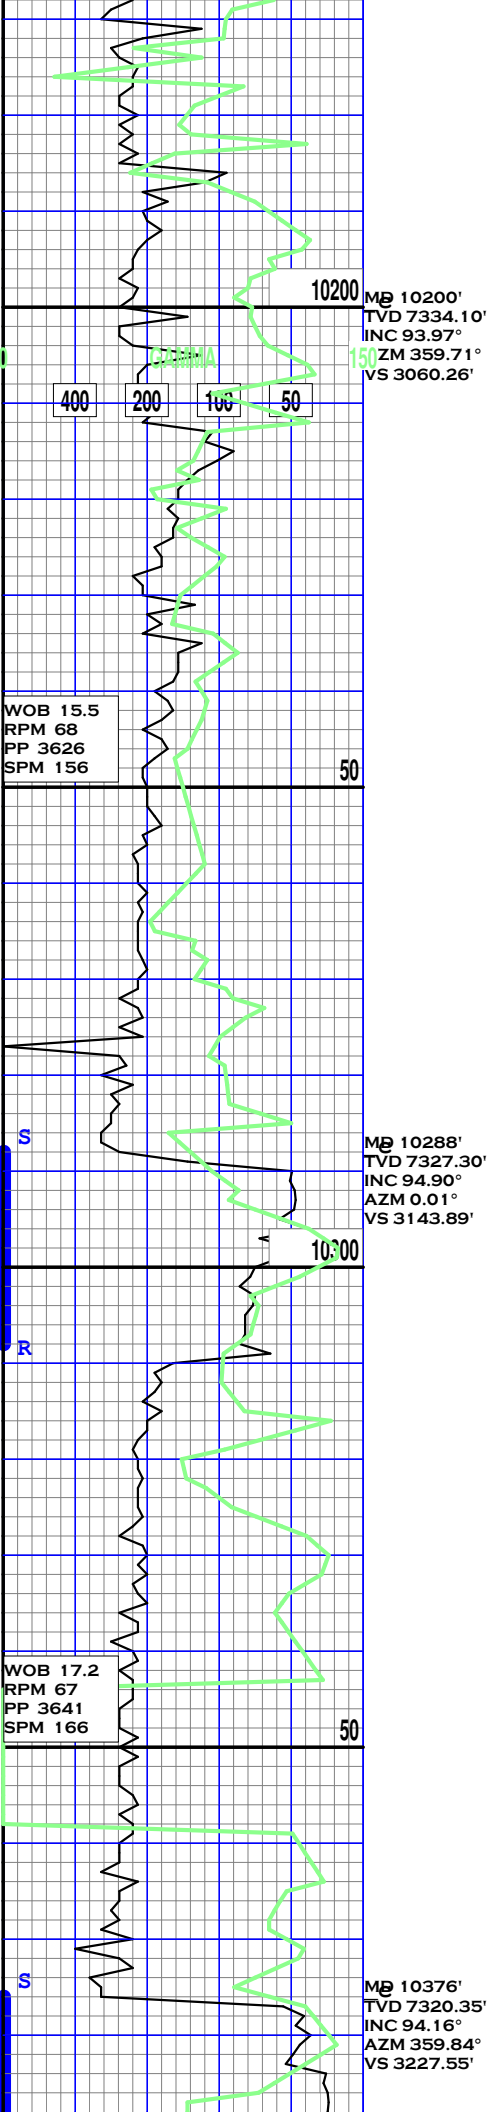 10200
MD 10200'
TVD 7334.10'
INC 93.97°
AZM 359.71°
VS 3060.26'
0 GAMMA 150
400 200 100 50
WOB 15.5
RPM 68
PP 3626
SPM 156
50
S
MD 10288'
TVD 7327.30'
INC 94.90°
AZM 0.01°
VS 3143.89'
10300
R
WOB 17.2
RPM 67
PP 3641
SPM 166
50
S
MD 10376'
TVD 7320.35'
INC 94.16°
AZM 359.84°
VS 3227.55'